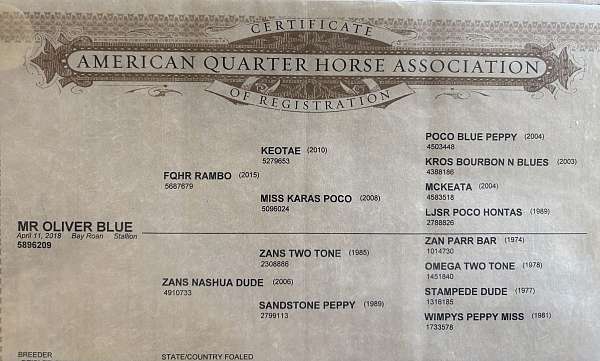 CERTIFICATE
AMERICAN QUARTER HORSE ASSOCIATION
OF REGISTRATION
POCO BLUE PEPPY (2004)
4503448
KEOTAE (2010)
5279653
KROS BOURBON N BLUES (2003)
4388186
FQHR RAMBO (2015)
5687679
MCKEATA (2004)
4583518
MISS KARAS POCO (2008)
5096024
LJSR POCO HONTAS (1989)
2788826
MR OLIVER BLUE
April 11, 2018 Bay Roan Stallion
5896209
ZAN PARR BAR (1974)
1014730
ZANS TWO TONE (1985)
2308886
OMEGA TWO TONE (1978)
1451840
ZANS NASHUA DUDE (2006)
4910733
STAMPEDE DUDE (1977)
1316185
SANDSTONE PEPPY (1989)
2799113
WIMPYS PEPPY MISS (1981)
1733578
BREEDER
STATE/COUNTRY FOALED